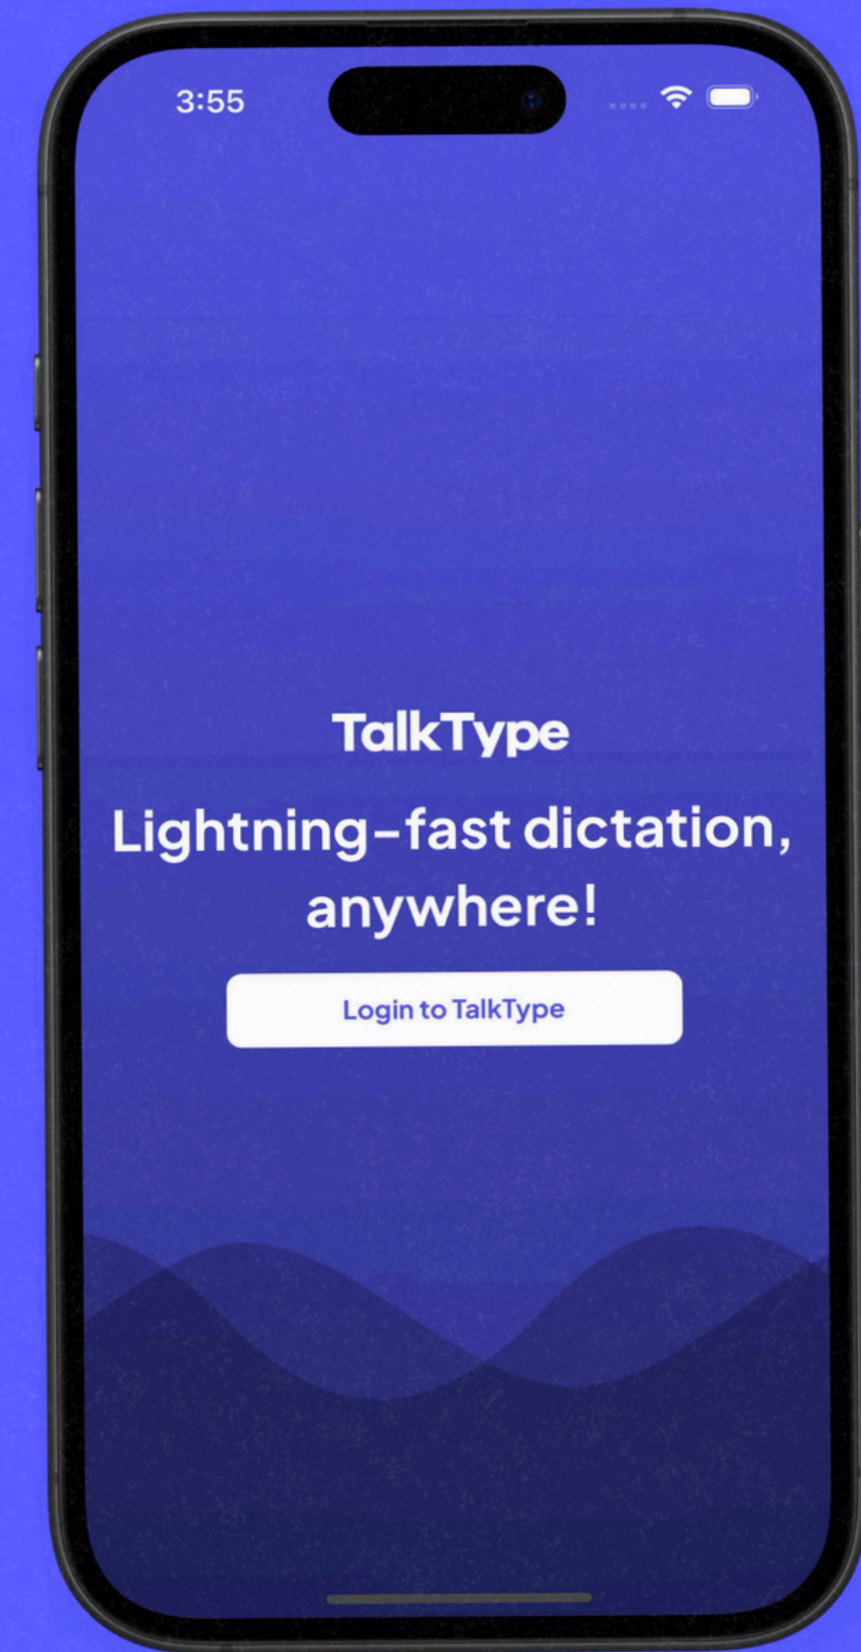 3:55
TalkType
Lightning-fast dictation,
anywhere!
Login to TalkType